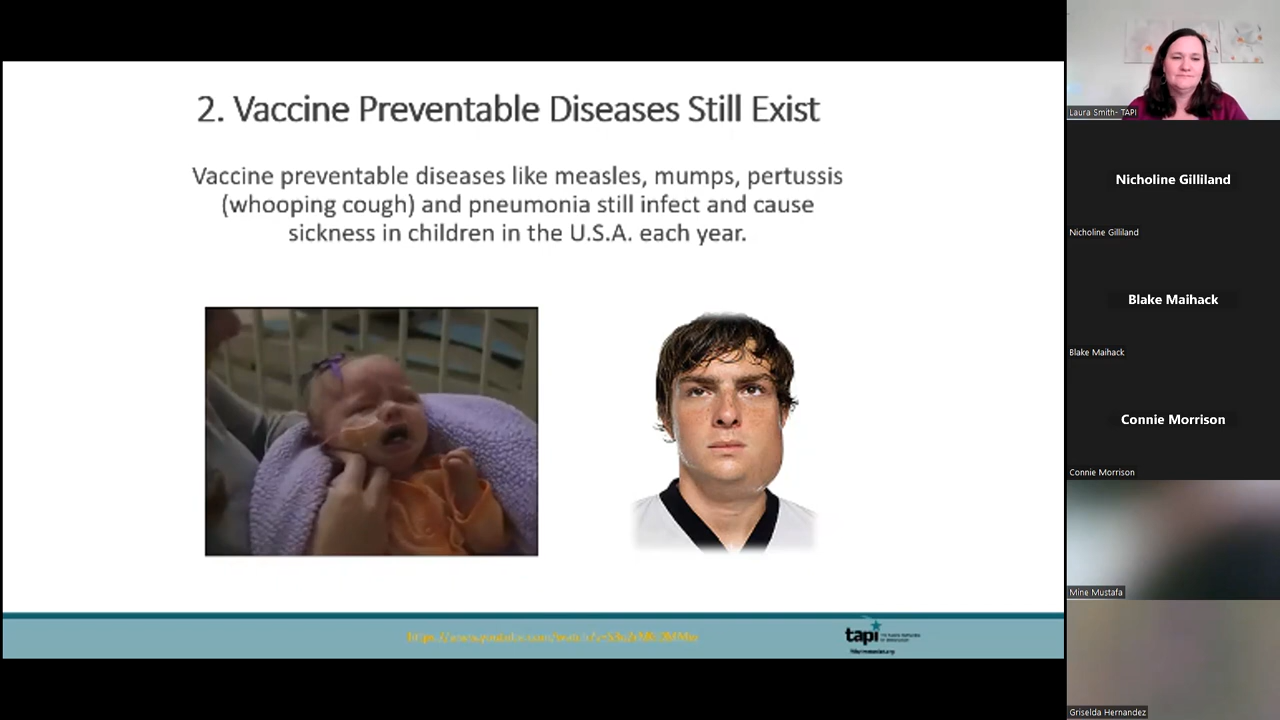 2. Vaccine Preventable Diseases Still Exist
Vaccine preventable diseases like measles, mumps, pertussis
(whooping cough) and pneumonia still infect and cause
sickness in children in the U.S.A. each year.
tapi
Laura Smith- TAPI
Nicholine Gilliland
Nicholine Gilliland
Blake Maihack
Blake Maihack
Connie Morrison
Connie Morrison
Mine Mustafa
Griselda Hernandez